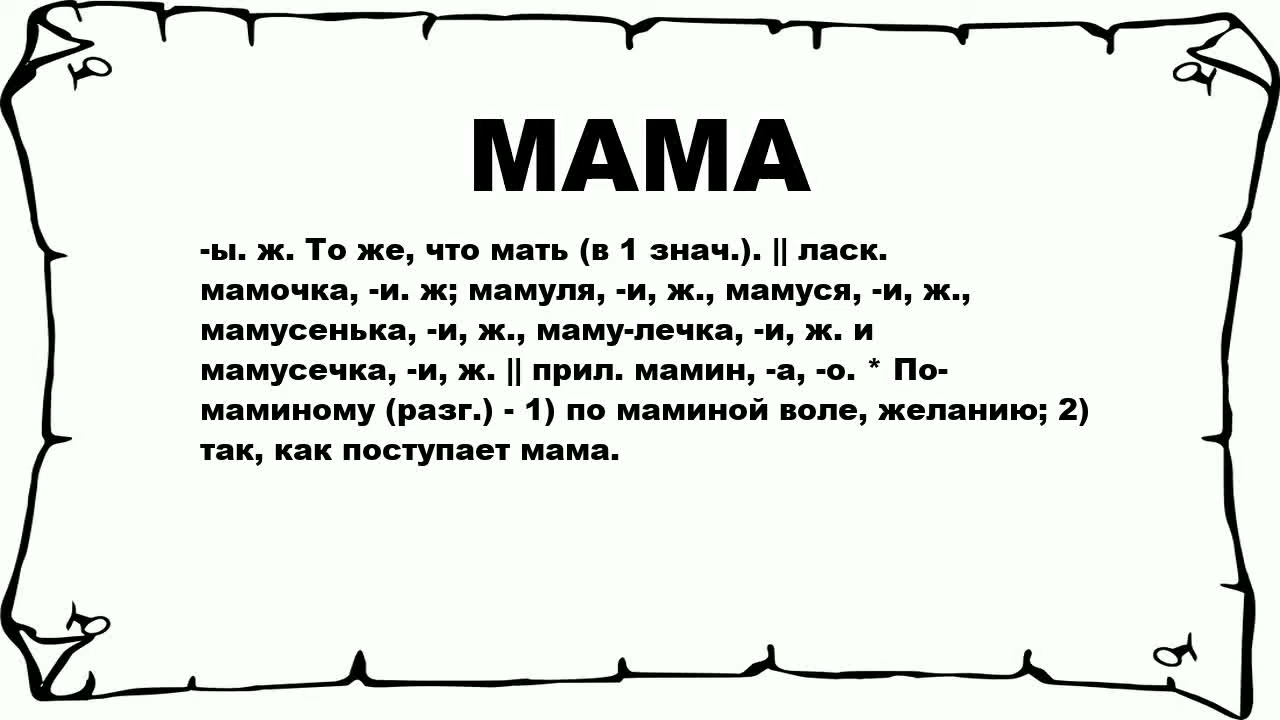 МАМА
-ы. ж. То же, что мать (в 1 знач.). || ласк.
мамочка, -и. ж; мамуля, -и, ж., мамуся, -и, ж.,
мамусенька, -и, ж., маму-лечка, -и, ж. и
мамусечка, -и, ж. || прил. мамин, -а, -о. * По-
маминому (разг.) - 1) по маминой воле, желанию; 2)
так, как поступает мама.